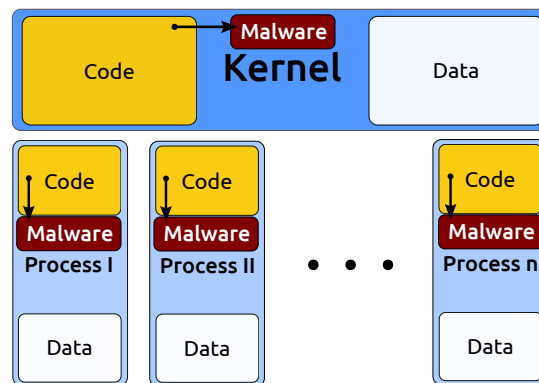 Malware
Code
Kernel
Data
Code
Code
Code
Malware
Malware
Malware
Process I
Process II
Process n
Data
Data
Data